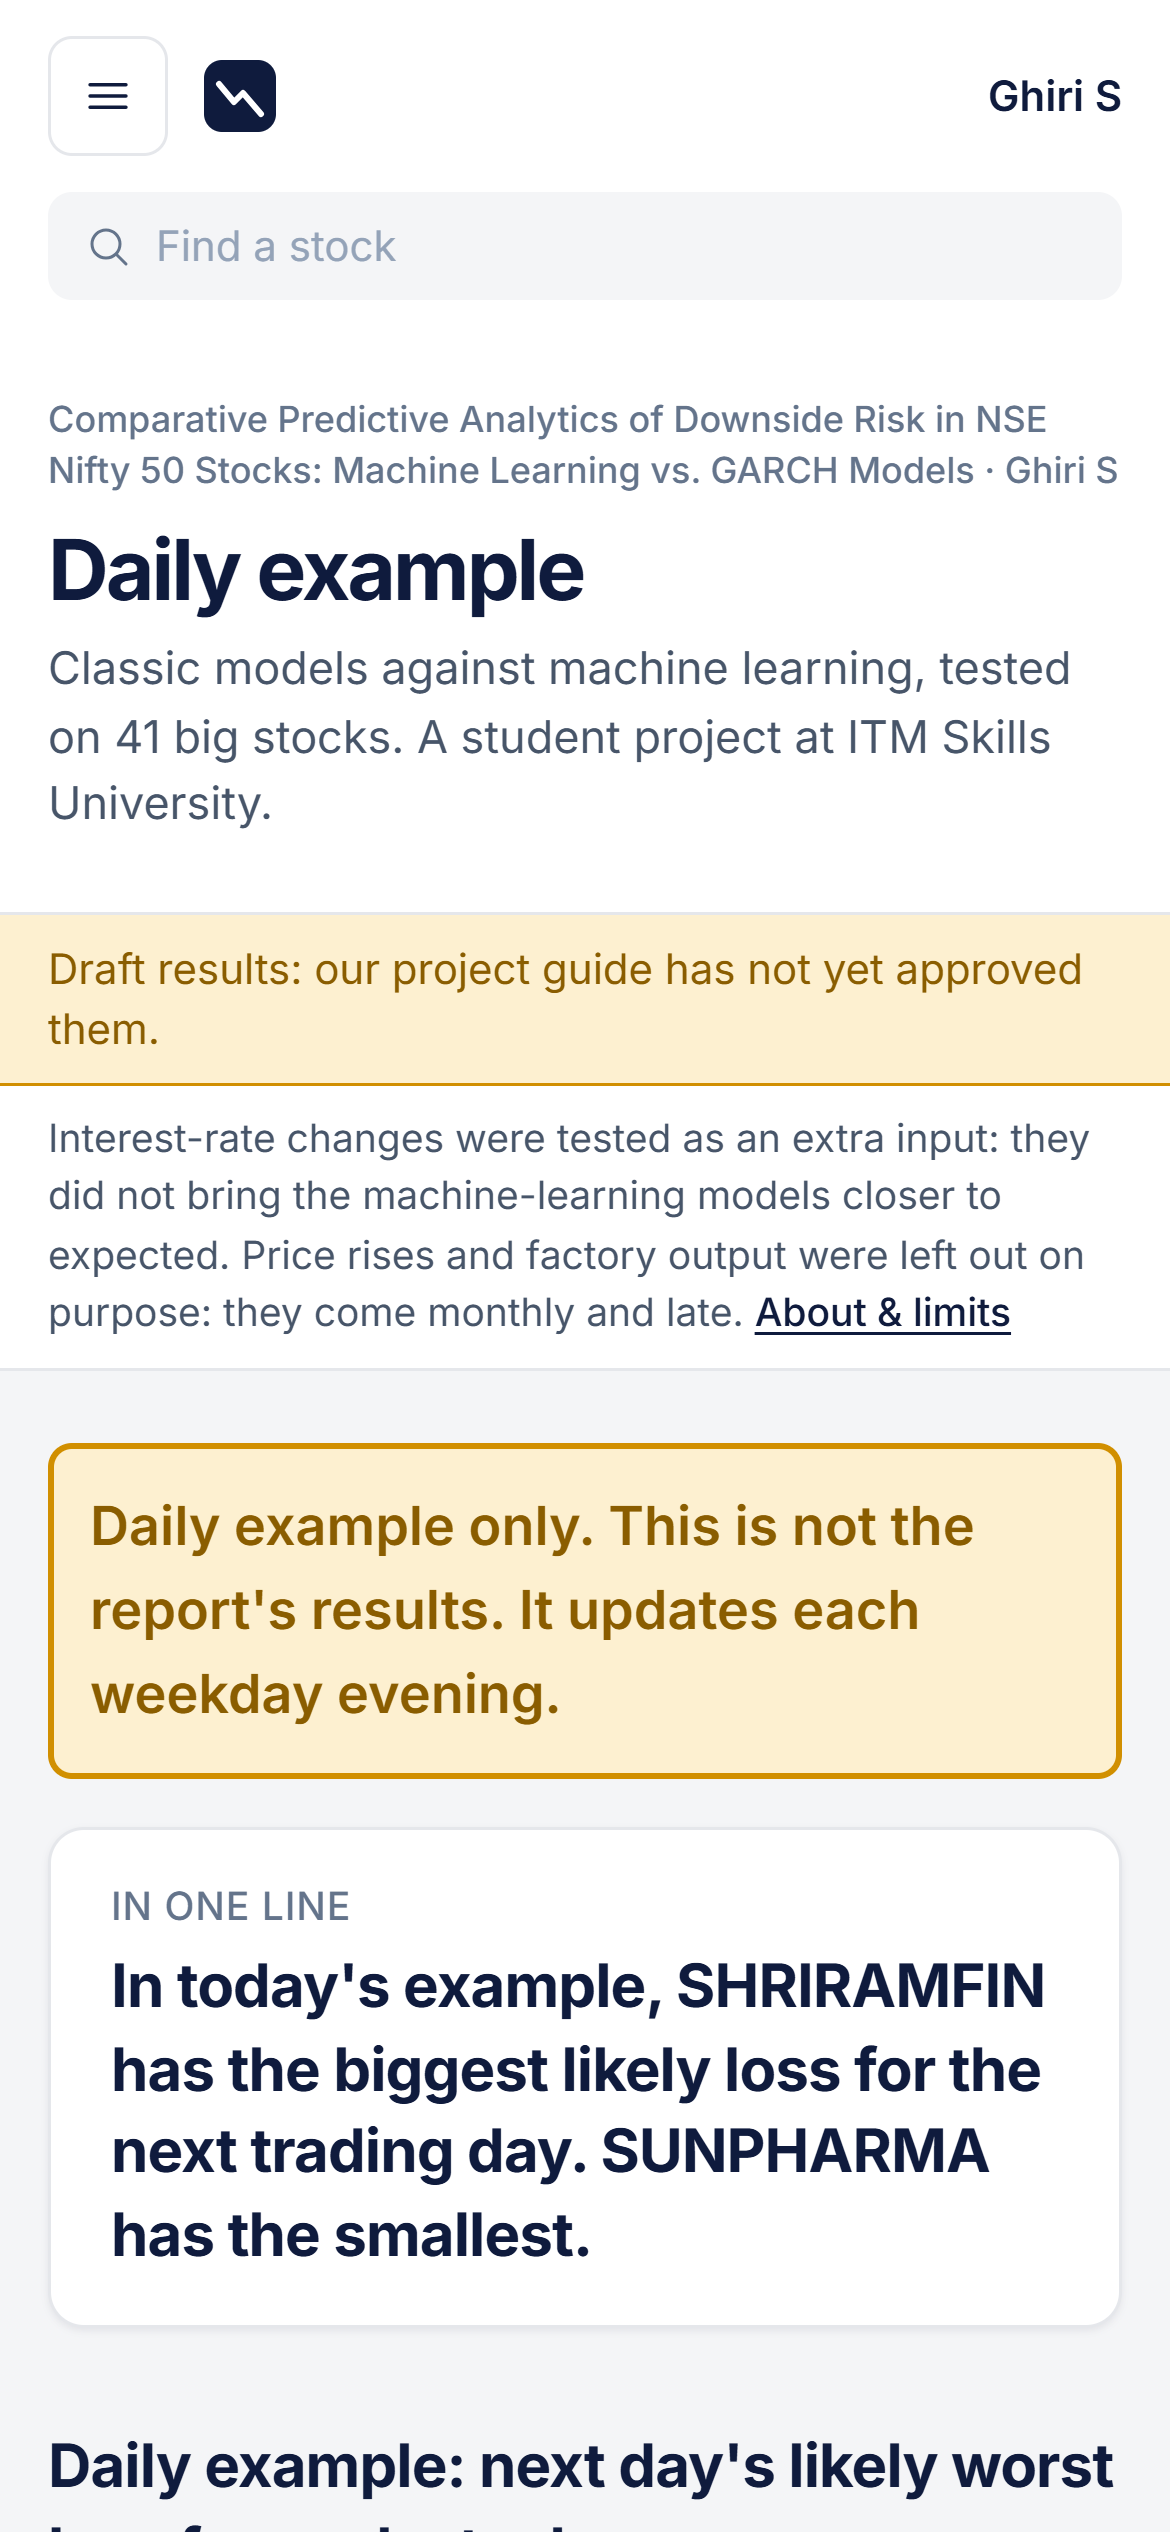 Ghiri S
Find a stock
Comparative Predictive Analytics of Downside Risk in NSE
Nifty 50 Stocks: Machine Learning vs. GARCH Models · Ghiri S
Daily example
Classic models against machine learning, tested
on 41 big stocks. A student project at ITM Skills
University.
Draft results: our project guide has not yet approved
them.
Interest-rate changes were tested as an extra input: they
did not bring the machine-learning models closer to
expected. Price rises and factory output were left out on
purpose: they come monthly and late. About & limits
Daily example only. This is not the
report's results. It updates each
weekday evening.
IN ONE LINE
In today's example, SHRIRAMFIN
has the biggest likely loss for the
next trading day. SUNPHARMA
has the smallest.
Daily example: next day's likely worst